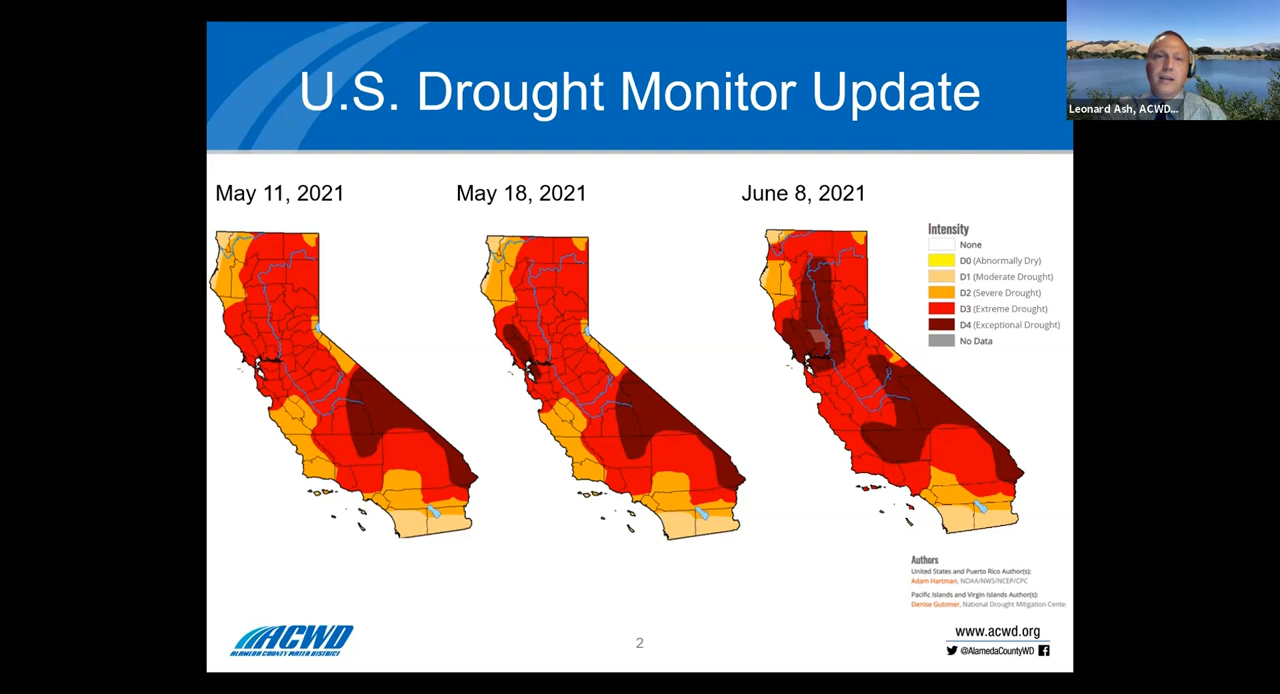 U.S. Drought Monitor Update
Leonard Ash, ACWD...
May 11, 2021
May 18, 2021
June 8, 2021
Intensity
None
D0 (Abnormally Dry)
D1 (Moderate Drought)
D2 (Severe Drought)
D3 (Extreme Drought)
D4 (Exceptional Drought)
No Data
Authors
United States and Puerto Rico Author(s):
Adam Hartman, NOAA/NWS/NCEP/CPC
Pacific Islands and Virgin Islands Author(s):
Denise Gutzmer, National Drought Mitigation Cente
ACWD
ALAMEDA COUNTY WATER DISTRICT
2
www.acwd.org
@AlamedaCountyWD